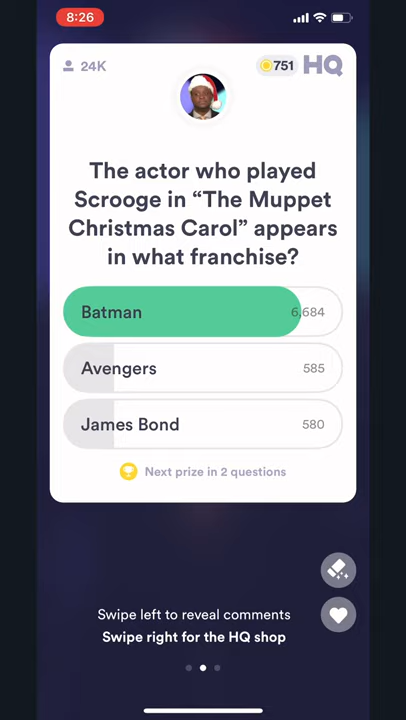 8:26
24K
751 HQ
The actor who played
Scrooge in “The Muppet
Christmas Carol” appears
in what franchise?
Batman 6,684
Avengers 585
James Bond 580
Next prize in 2 questions
Swipe left to reveal comments
Swipe right for the HQ shop